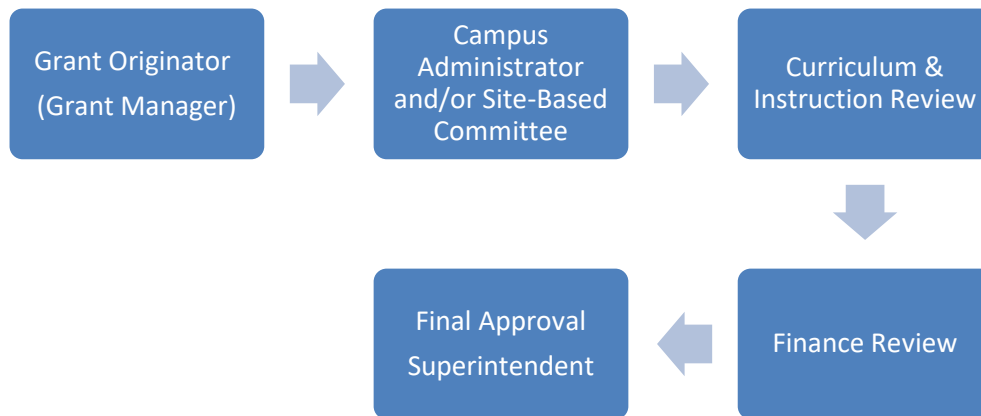 Grant Originator
(Grant Manager)
Campus
Administrator
and/or Site-Based
Committee
Curriculum &
Instruction Review
Finance Review
Final Approval
Superintendent